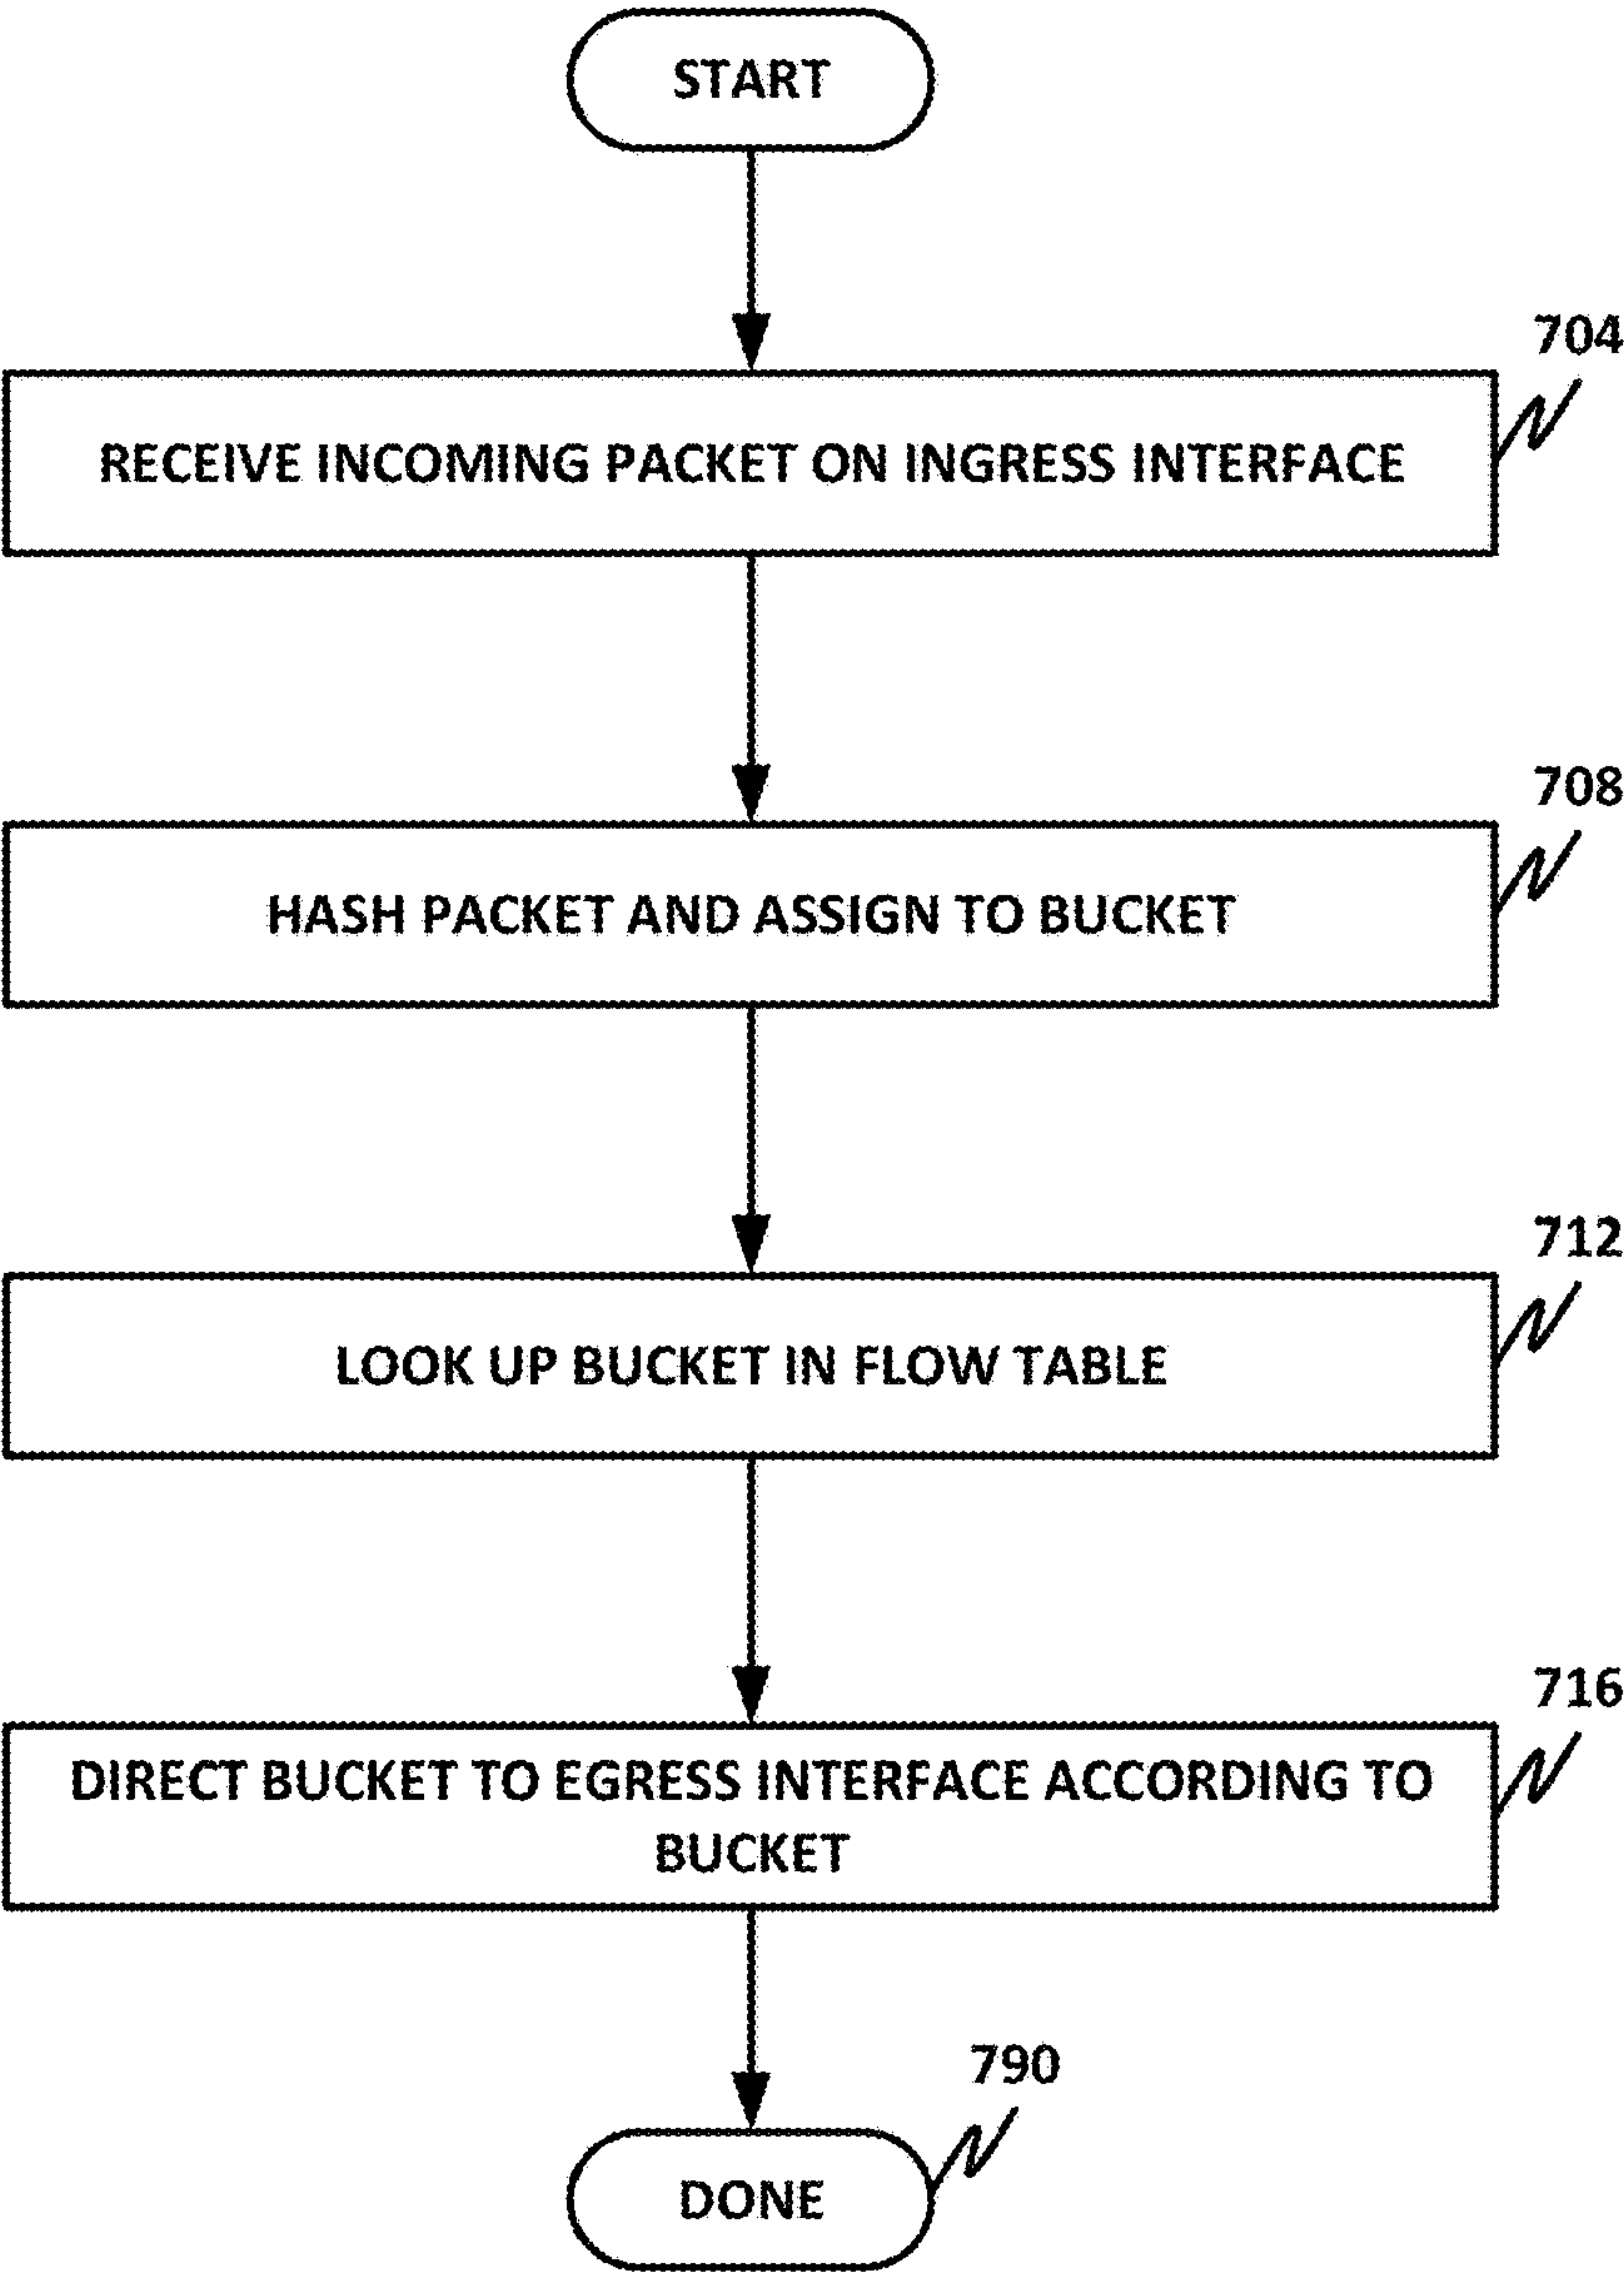 START
704
RECEIVE INCOMING PACKET ON INGRESS INTERFACE
708
HASH PACKET AND ASSIGN TO BUCKET
712
LOOK UP BUCKET IN FLOW TABLE
716
DIRECT BUCKET TO EGRESS INTERFACE ACCORDING TO
BUCKET
790
DONE